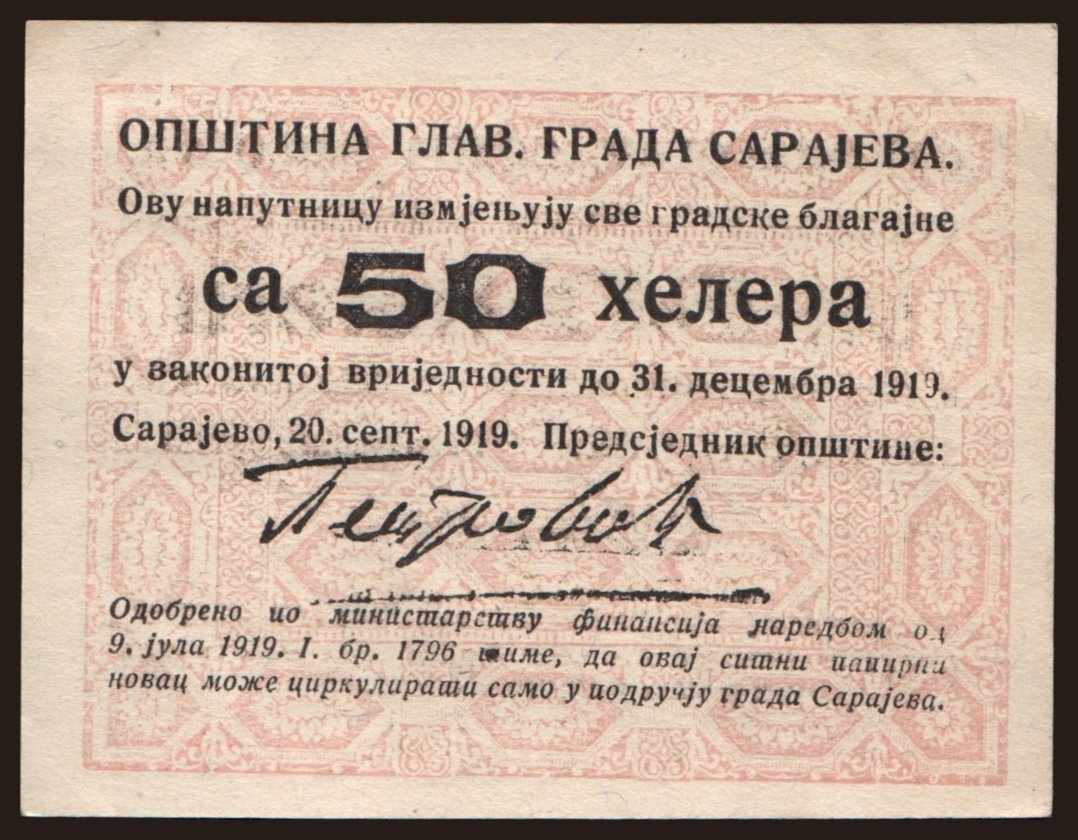 ОПШТИНА ГЛАВ. ГРАДА САРАЈЕВА.
Ову напутницу измјењују све градске благајне
са 50 хелера
у законитој вриједности до 31. децембра 1919.
Сарајево, 20. септ. 1919. Предсједник општине:
Петровић
Одобрено по министарству финансија наредбом од
9. јула 1919. I. бр. 1796 тиме, да овај ситни папирни
новац може циркулирати само у подручју града Сарајева.